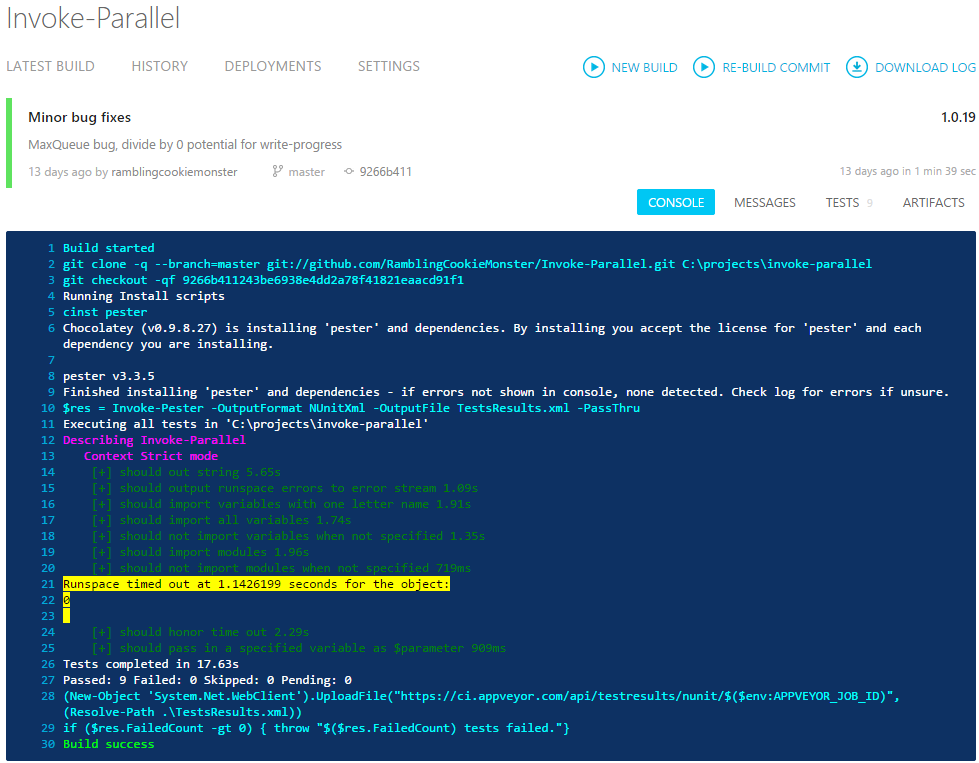 Invoke-Parallel
LATEST BUILD HISTORY DEPLOYMENTS SETTINGS NEW BUILD RE-BUILD COMMIT DOWNLOAD LOG
Minor bug fixes 1.0.19
MaxQueue bug, divide by 0 potential for write-progress
13 days ago by ramblingcookiemonster master 9266b411 13 days ago in 1 min 39 sec
CONSOLE MESSAGES TESTS 9 ARTIFACTS
1 Build started
2 git clone -q --branch=master git://github.com/RamblingCookieMonster/Invoke-Parallel.git C:\projects\invoke-parallel
3 git checkout -qf 9266b411243be6938e4dd2a78f41821eaacd91f1
4 Running Install scripts
5 cinst pester
6 Chocolatey (v0.9.8.27) is installing 'pester' and dependencies. By installing you accept the license for 'pester' and each
dependency you are installing.
7
8 pester v3.3.5
9 Finished installing 'pester' and dependencies - if errors not shown in console, none detected. Check log for errors if unsure.
10 $res = Invoke-Pester -OutputFormat NUnitXml -OutputFile TestsResults.xml -PassThru
11 Executing all tests in 'C:\projects\invoke-parallel'
12 Describing Invoke-Parallel
13 Context Strict mode
14 [+] should out string 5.65s
15 [+] should output runspace errors to error stream 1.09s
16 [+] should import variables with one letter name 1.91s
17 [+] should import all variables 1.74s
18 [+] should not import variables when not specified 1.35s
19 [+] should import modules 1.96s
20 [+] should not import modules when not specified 719ms
21 Runspace timed out at 1.1426199 seconds for the object:
22 0
23
24 [+] should honor time out 2.29s
25 [+] should pass in a specified variable as $parameter 909ms
26 Tests completed in 17.63s
27 Passed: 9 Failed: 0 Skipped: 0 Pending: 0
28 (New-Object 'System.Net.WebClient').UploadFile("https://ci.appveyor.com/api/testresults/nunit/$($env:APPVEYOR_JOB_ID)",
(Resolve-Path .\TestsResults.xml))
29 if ($res.FailedCount -gt 0) { throw "$($res.FailedCount) tests failed."}
30 Build success